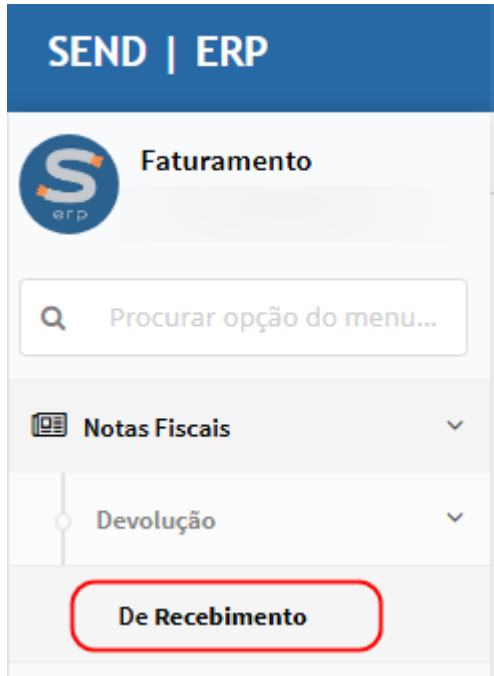 SEND | ERP
Faturamento
S
erp
Procurar opção do menu...
Notas Fiscais
Devolução
De Recebimento